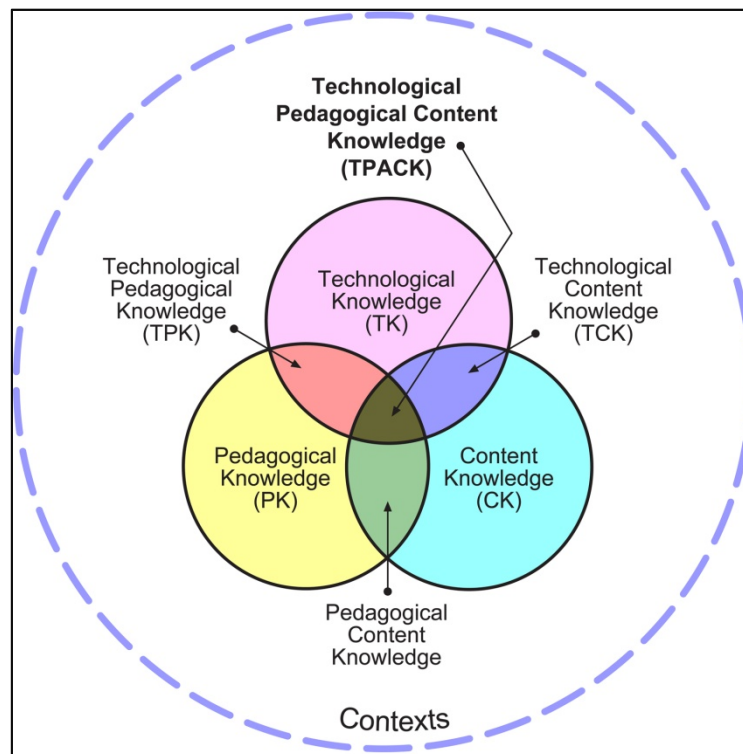 Technological
Pedagogical Content
Knowledge
(TPACK)
Technological
Pedagogical
Knowledge
(TPK)
Technological
Knowledge
(TK)
Technological
Content
Knowledge
(TCK)
Pedagogical
Knowledge
(PK)
Content
Knowledge
(CK)
Pedagogical
Content
Knowledge
Contexts